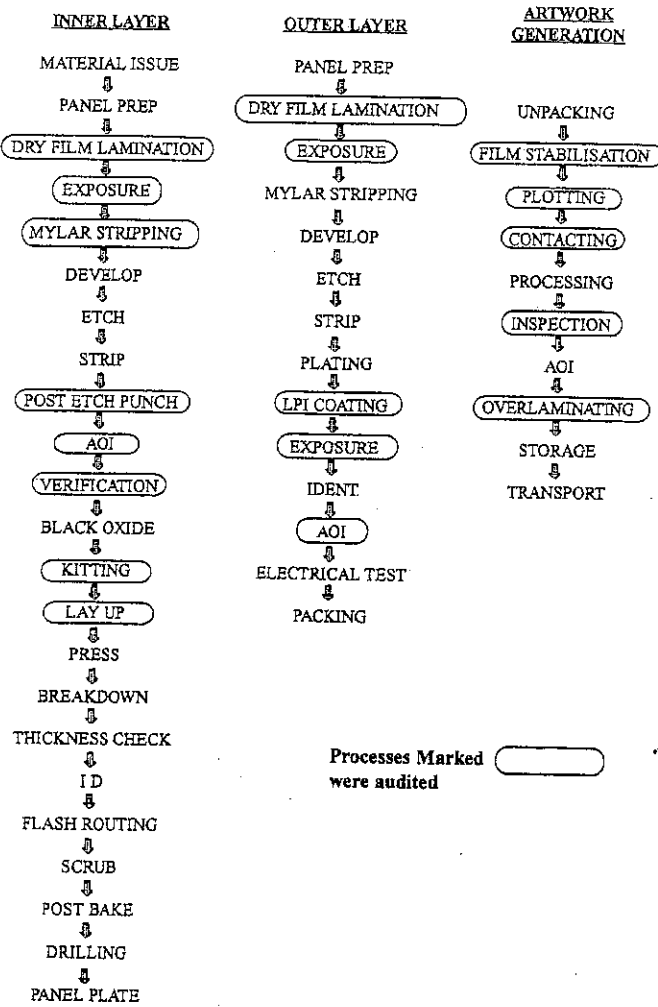 INNER LAYER
MATERIAL ISSUE
PANEL PREP
DRY FILM LAMINATION
EXPOSURE
MYLAR STRIPPING
DEVELOP
ETCH
STRIP
POST ETCH PUNCH
AOI
VERIFICATION
BLACK OXIDE
KITTING
LAY UP
PRESS
BREAKDOWN
THICKNESS CHECK
I D
FLASH ROUTING
SCRUB
POST BAKE
DRILLING
PANEL PLATE
OUTER LAYER
PANEL PREP
DRY FILM LAMINATION
EXPOSURE
MYLAR STRIPPING
DEVELOP
ETCH
STRIP
PLATING
LPI COATING
EXPOSURE
IDENT.
AOI
ELECTRICAL TEST
PACKING
ARTWORK
GENERATION
UNPACKING
FILM STABILISATION
PLOTTING
CONTACTING
PROCESSING
INSPECTION
AOI
OVERLAMINATING
STORAGE
TRANSPORT
Processes Marked
were audited